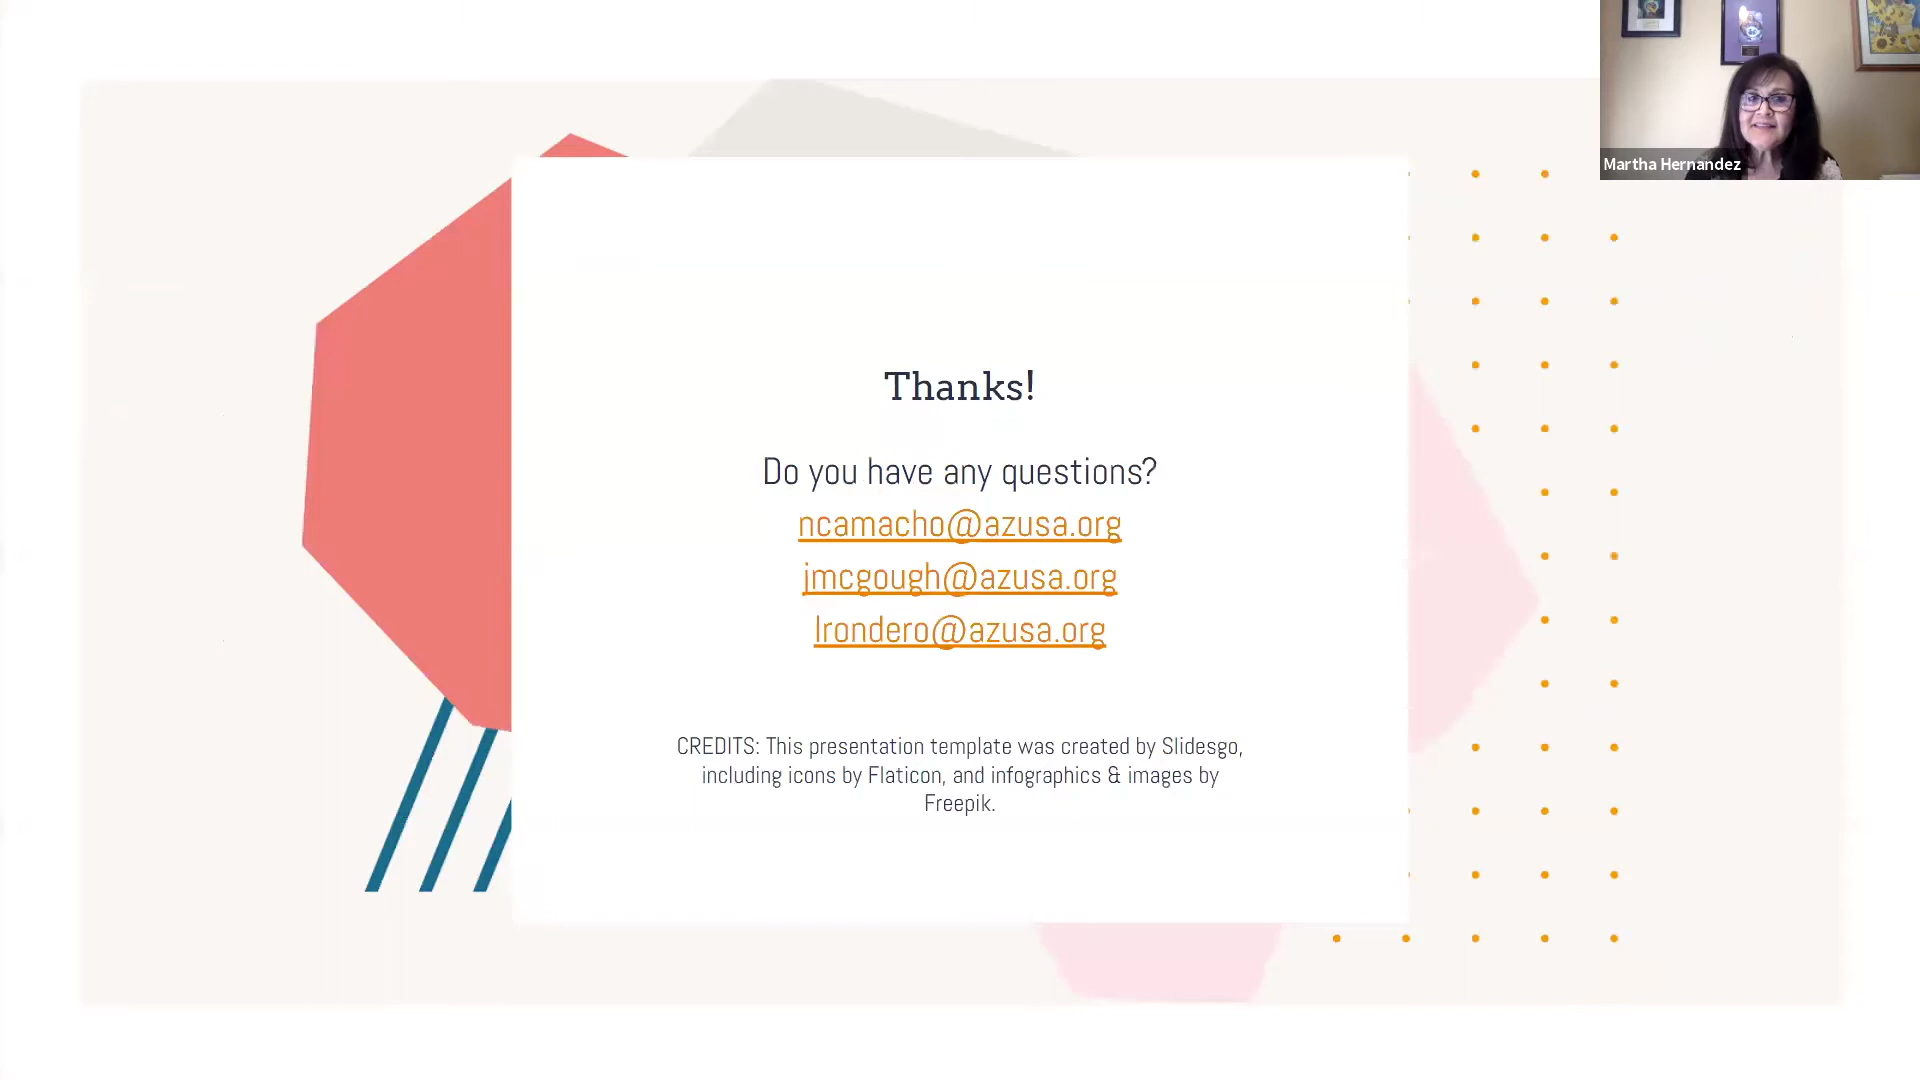 Martha Hernandez
Thanks!
Do you have any questions?
ncamacho@azusa.org
jmcgough@azusa.org
lrondero@azusa.org
CREDITS: This presentation template was created by Slidesgo,
including icons by Flaticon, and infographics & images by
Freepik.